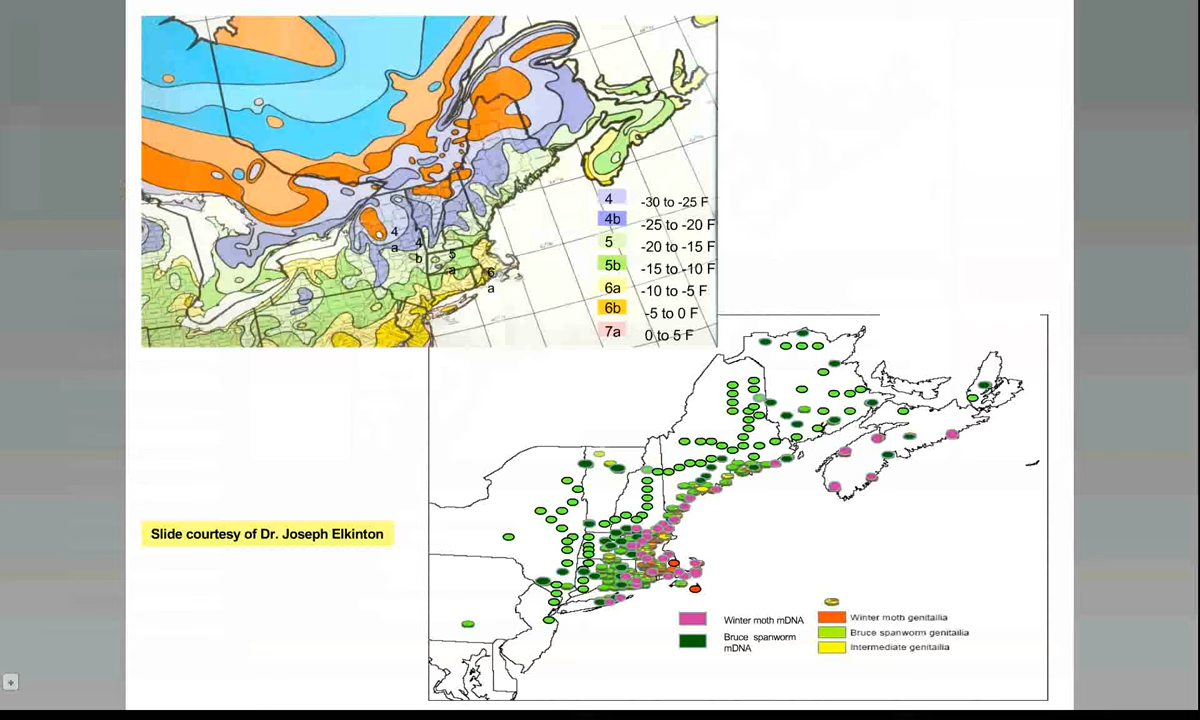 4
a
4
b
5
a
6
a
4 -30 to -25 F
4b -25 to -20 F
5 -20 to -15 F
5b -15 to -10 F
6a -10 to -5 F
6b -5 to 0 F
7a 0 to 5 F
Slide courtesy of Dr. Joseph Elkinton
Winter moth mDNA
Bruce spanworm
mDNA
Winter moth genitailia
Bruce spanworm genitailia
Intermediate genitailia